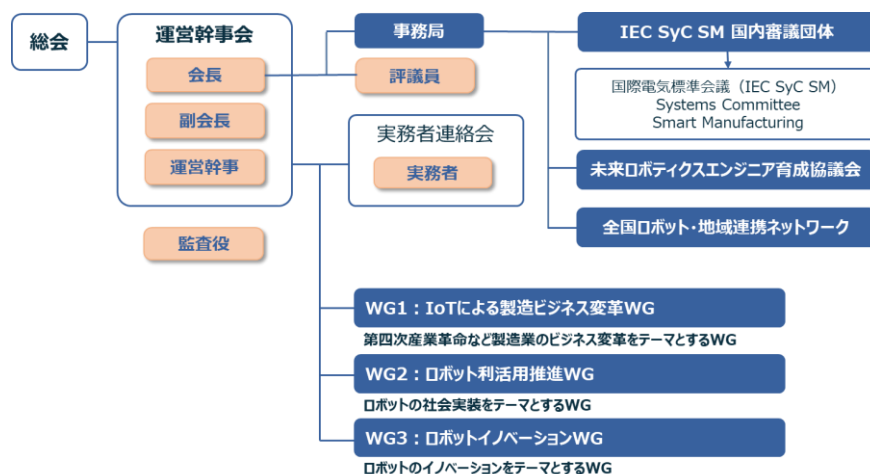 総会
運営幹事会
会長
副会長
運営幹事
監査役
事務局
評議員
実務者連絡会
実務者
IEC SyC SM 国内審議団体
国際電気標準会議（IEC SyC SM）
Systems Committee
Smart Manufacturing
未来ロボティクスエンジニア育成協議会
全国ロボット・地域連携ネットワーク
WG1：IoTによる製造ビジネス変革WG
第四次産業革命など製造業のビジネス変革をテーマとするWG
WG2：ロボット利活用推進WG
ロボットの社会実装をテーマとするWG
WG3：ロボットイノベーションWG
ロボットのイノベーションをテーマとするWG